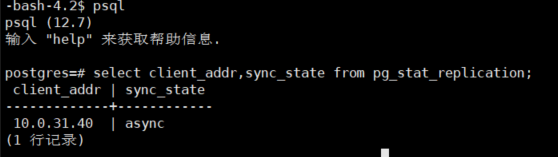 -bash-4.2$ psql
psql (12.7)
输入 "help" 来获取帮助信息.
postgres=# select client_addr,sync_state from pg_stat_replication;
client_addr | sync_state
-------------+------------
10.0.31.40 | async
(1 行记录)